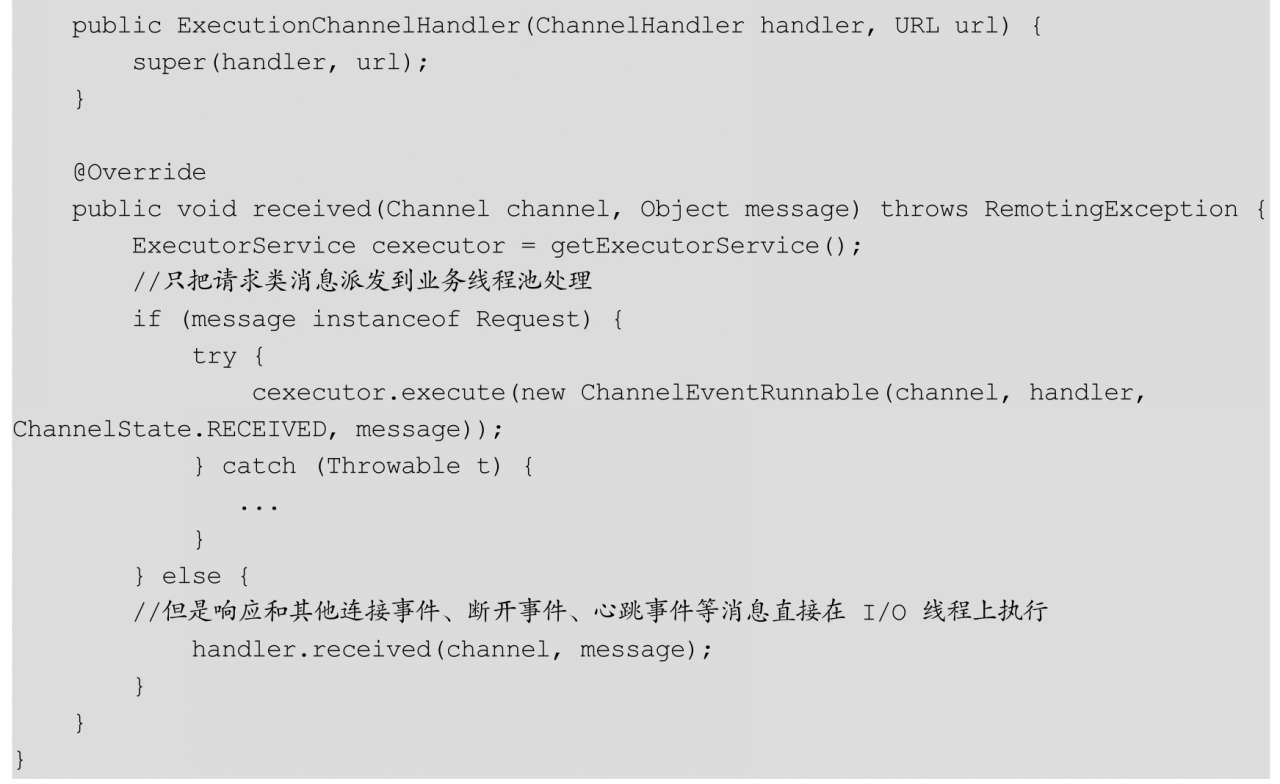 public ExecutionChannelHandler(ChannelHandler handler, URL url) {
super(handler, url);
}
@Override
public void received(Channel channel, Object message) throws RemotingException {
ExecutorService cexecutor = getExecutorService();
//只把请求类消息派发到业务线程池处理
if (message instanceof Request) {
try {
cexecutor.execute(new ChannelEventRunnable(channel, handler,
ChannelState.RECEIVED, message));
} catch (Throwable t) {
...
}
} else {
//但是响应和其他连接事件、断开事件、心跳事件等消息直接在 I/O 线程上执行
handler.received(channel, message);
}
}
}